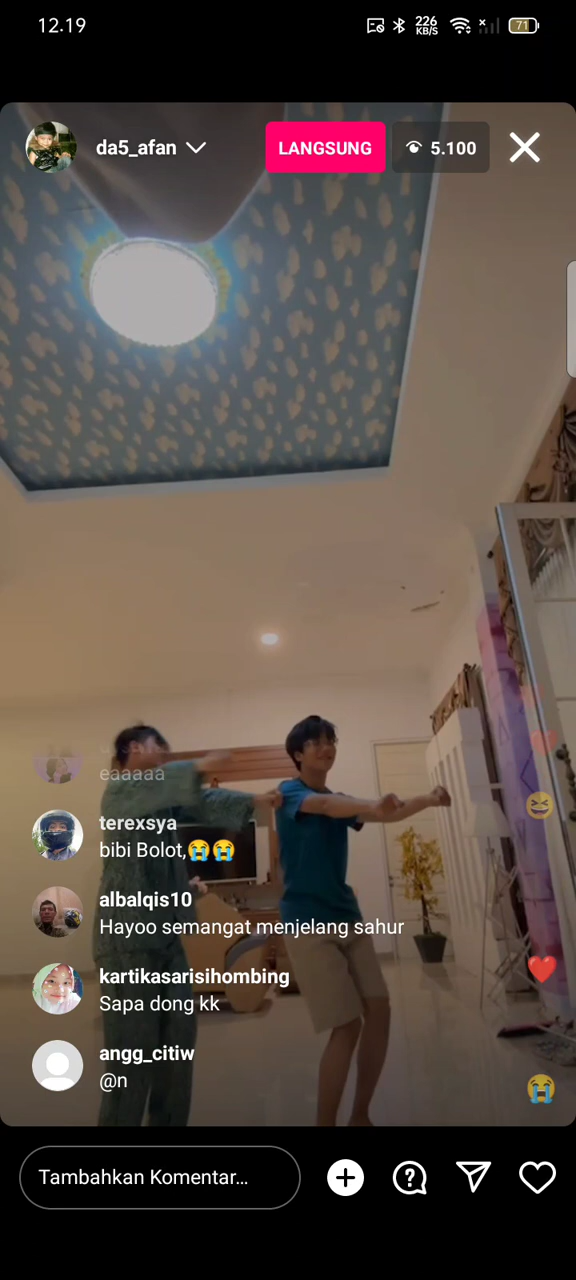 12.19
226
KB/S
71
da5_afan
LANGSUNG
5.100
eaaaaa
terexsya
bibi Bolot,😭😭
albalqis10
Hayoo semangat menjelang sahur
kartikasarisihombing
Sapa dong kk
angg_citiw
@n
Tambahkan Komentar...